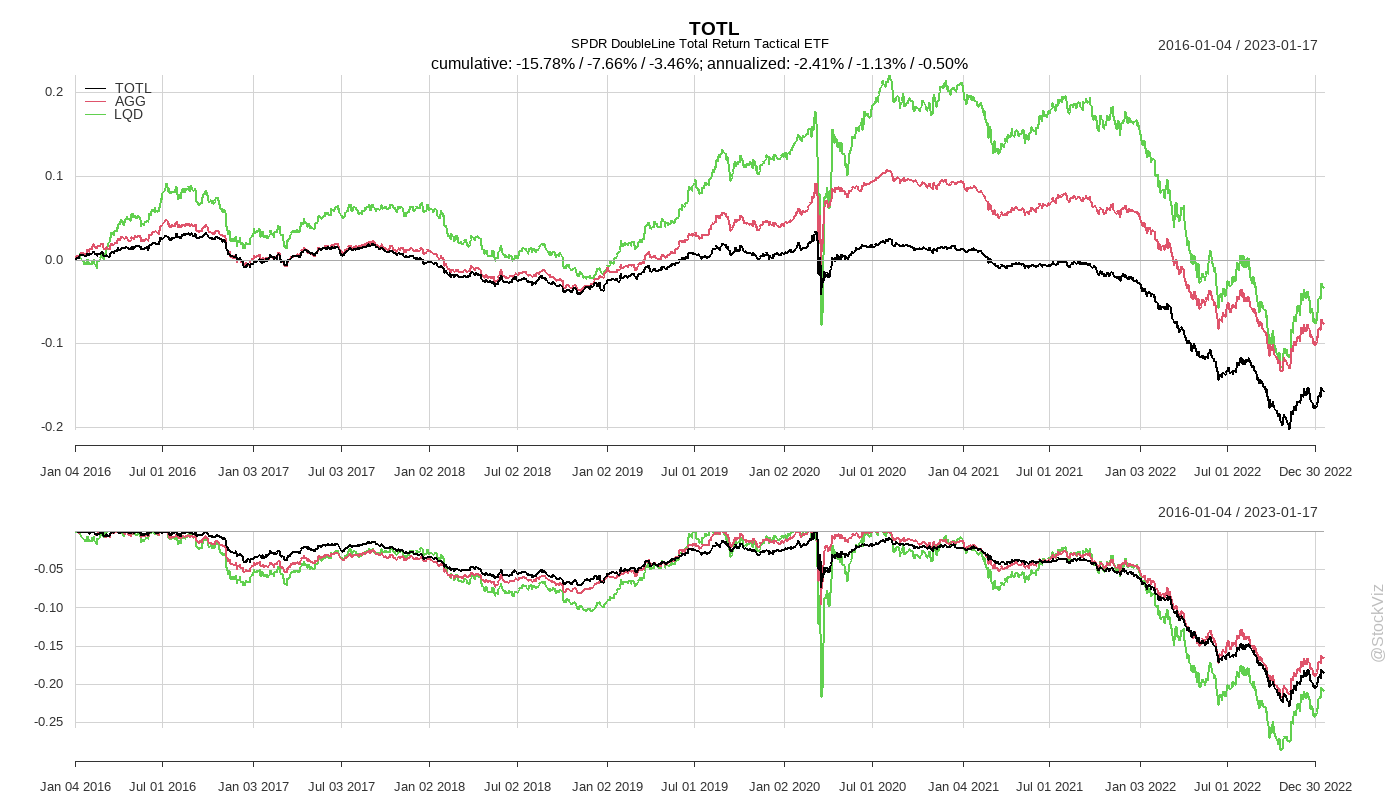 TOTL
SPDR DoubleLine Total Return Tactical ETF
2016-01-04 / 2023-01-17
cumulative: -15.78% / -7.66% / -3.46%; annualized: -2.41% / -1.13% / -0.50%
TOTL
AGG
LQD
0.2
0.1
0.0
-0.1
-0.2
Jan 04 2016 Jul 01 2016 Jan 03 2017 Jul 03 2017 Jan 02 2018 Jul 02 2018 Jan 02 2019 Jul 01 2019 Jan 02 2020 Jul 01 2020 Jan 04 2021 Jul 01 2021 Jan 03 2022 Jul 01 2022 Dec 30 2022
2016-01-04 / 2023-01-17
-0.05
-0.10
-0.15
-0.20
-0.25
Jan 04 2016 Jul 01 2016 Jan 03 2017 Jul 03 2017 Jan 02 2018 Jul 02 2018 Jan 02 2019 Jul 01 2019 Jan 02 2020 Jul 01 2020 Jan 04 2021 Jul 01 2021 Jan 03 2022 Jul 01 2022 Dec 30 2022
@StockViz